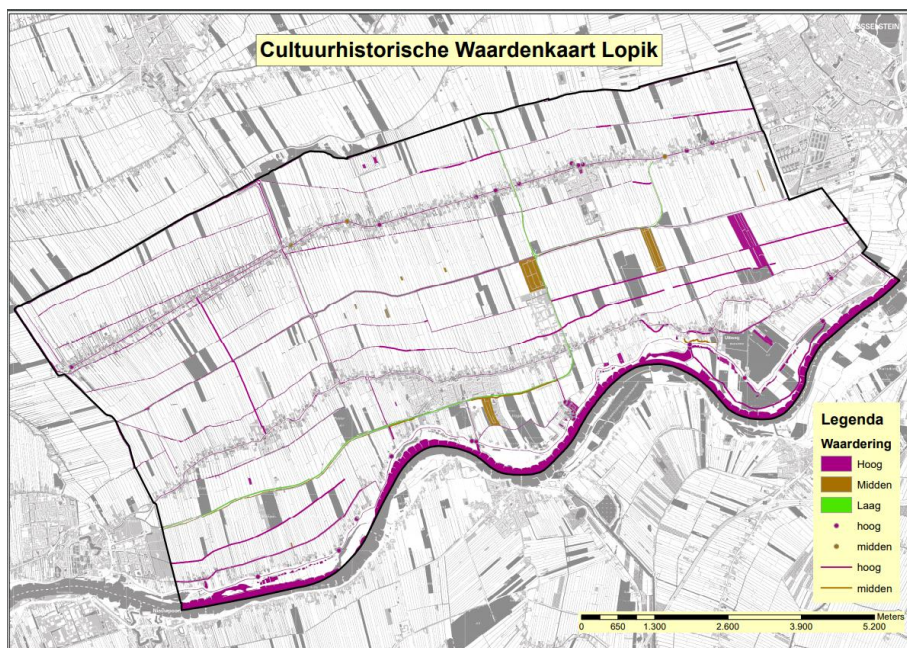 Cultuurhistorische Waardenkaart Lopik
Legenda
Waardering
Hoog
Midden
Laag
hoog
midden
hoog
midden
Meters
0 650 1.300 2.600 3.900 5.200